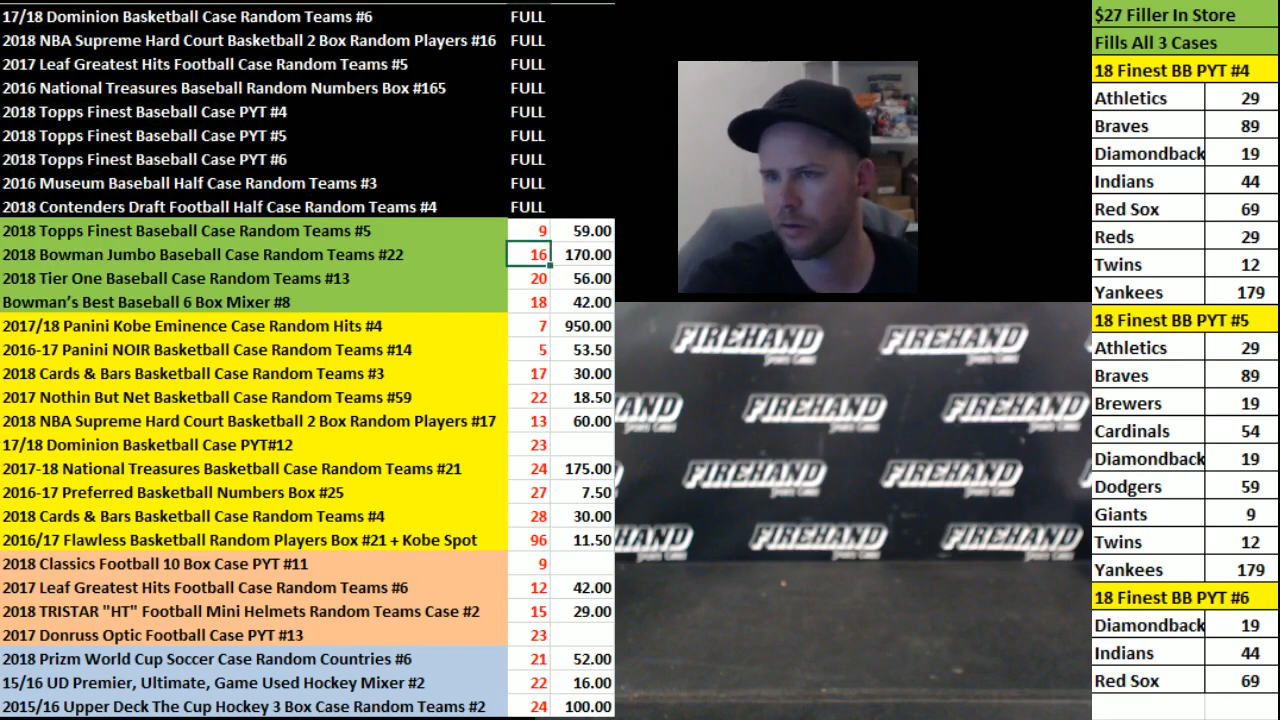 17/18 Dominion Basketball Case Random Teams #6 FULL
2018 NBA Supreme Hard Court Basketball 2 Box Random Players #16 FULL
2017 Leaf Greatest Hits Football Case Random Teams #5 FULL
2016 National Treasures Baseball Random Numbers Box #165 FULL
2018 Topps Finest Baseball Case PYT #4 FULL
2018 Topps Finest Baseball Case PYT #5 FULL
2018 Topps Finest Baseball Case PYT #6 FULL
2016 Museum Baseball Half Case Random Teams #3 FULL
2018 Contenders Draft Football Half Case Random Teams #4 FULL
2018 Topps Finest Baseball Case Random Teams #5 9 59.00
2018 Bowman Jumbo Baseball Case Random Teams #22 16 170.00
2018 Tier One Baseball Case Random Teams #13 20 56.00
Bowman's Best Baseball 6 Box Mixer #8 18 42.00
2017/18 Panini Kobe Eminence Case Random Hits #4 7 950.00
2016-17 Panini NOIR Basketball Case Random Teams #14 5 53.50
2018 Cards & Bars Basketball Case Random Teams #3 17 30.00
2017 Nothin But Net Basketball Case Random Teams #59 22 18.50
2018 NBA Supreme Hard Court Basketball 2 Box Random Players #17 13 60.00
17/18 Dominion Basketball Case PYT#12 23
2017-18 National Treasures Basketball Case Random Teams #21 24 175.00
2016-17 Preferred Basketball Numbers Box #25 27 7.50
2018 Cards & Bars Basketball Case Random Teams #4 28 30.00
2016/17 Flawless Basketball Random Players Box #21 + Kobe Spot 96 11.50
2018 Classics Football 10 Box Case PYT #11 9
2017 Leaf Greatest Hits Football Case Random Teams #6 12 42.00
2018 TRISTAR "HT" Football Mini Helmets Random Teams Case #2 15 29.00
2017 Donruss Optic Football Case PYT #13 23
2018 Prizm World Cup Soccer Case Random Countries #6 21 52.00
15/16 UD Premier, Ultimate, Game Used Hockey Mixer #2 22 16.00
2015/16 Upper Deck The Cup Hockey 3 Box Case Random Teams #2 24 100.00
FIREHAND FIREHAND
HAND FIREHAND FIREHAND
FIREHAND FIREHAND
HAND FIREHAND FIREHAND
$27 Filler In Store
Fills All 3 Cases
18 Finest BB PYT #4
Athletics 29
Braves 89
Diamondback 19
Indians 44
Red Sox 69
Reds 29
Twins 12
Yankees 179
18 Finest BB PYT #5
Athletics 29
Braves 89
Brewers 19
Cardinals 54
Diamondback 19
Dodgers 59
Giants 9
Twins 12
Yankees 179
18 Finest BB PYT #6
Diamondback 19
Indians 44
Red Sox 69